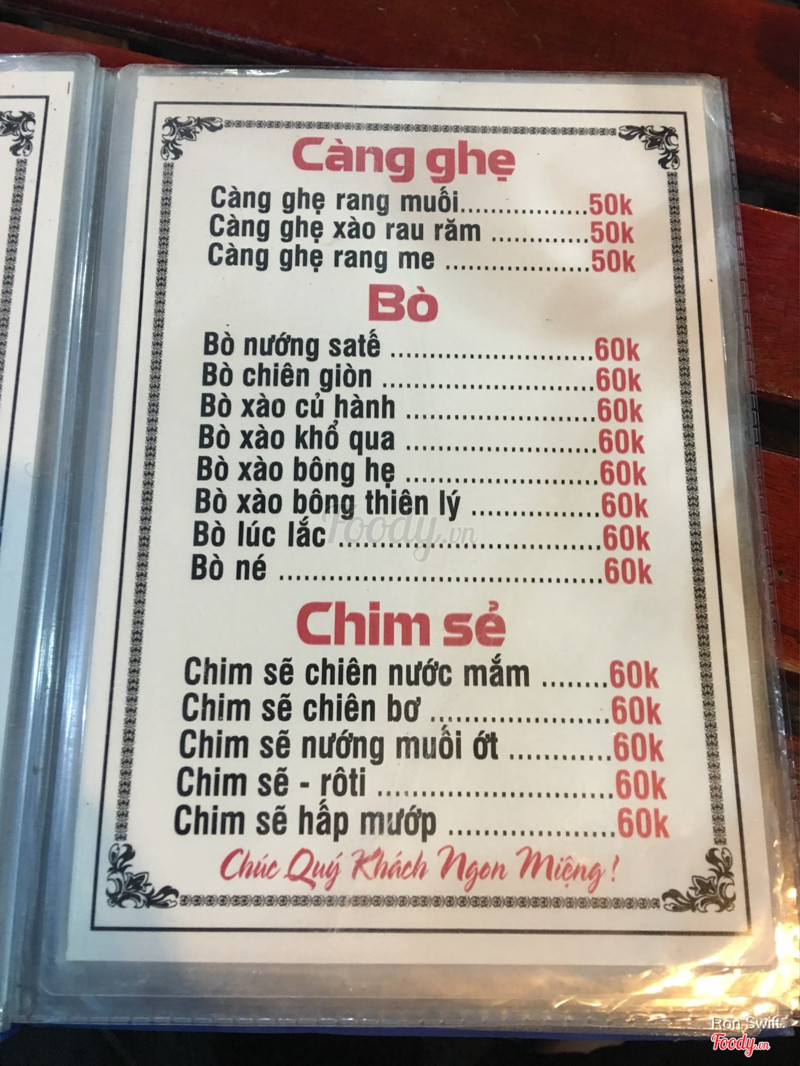 Càng ghẹ
Càng ghẹ rang muối..................50k
Càng ghẹ xào rau răm ..............50k
Càng ghẹ rang me ....................50k
Bò
Bò nướng satế ............................60k
Bò chiên giòn .............................60k
Bò xào củ hành ..........................60k
Bò xào khổ qua ..........................60k
Bò xào bông hẹ ..........................60k
Bò xào bông thiên lý .................60k
Bò lúc lắc ...................................60k
Bò né ...........................................60k
Chim sẻ
Chim sẽ chiên nước mắm ........60k
Chim sẽ chiên bơ .....................60k
Chim sẽ nướng muối ớt ............60k
Chim sẽ - rôti ............................60k
Chim sẽ hấp mướp ....................60k
Chúc Quý Khách Ngon Miệng !
Foody.vn
Ron Swift.
Foody.vn